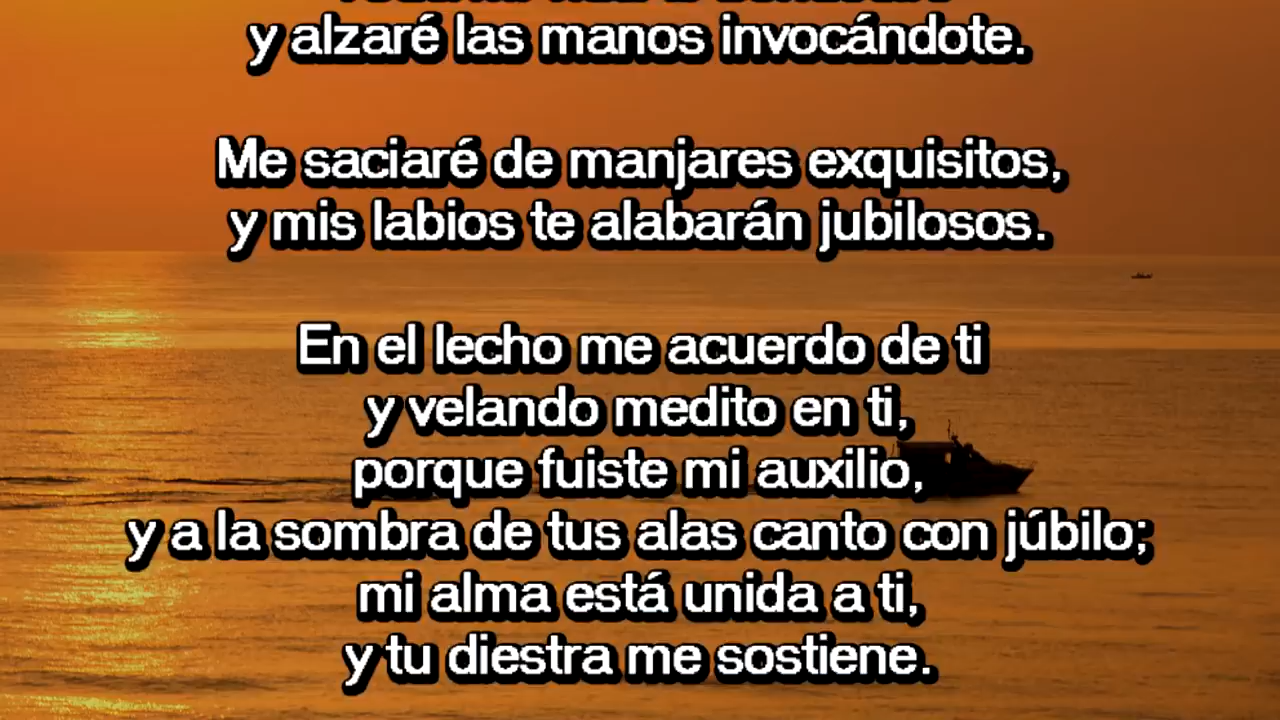 y alzaré las manos invocándote.
Me saciaré de manjares exquisitos,
y mis labios te alabarán jubilosos.
En el lecho me acuerdo de ti
y velando medito en ti,
porque fuiste mi auxilio,
y a la sombra de tus alas canto con júbilo;
mi alma está unida a ti,
y tu diestra me sostiene.